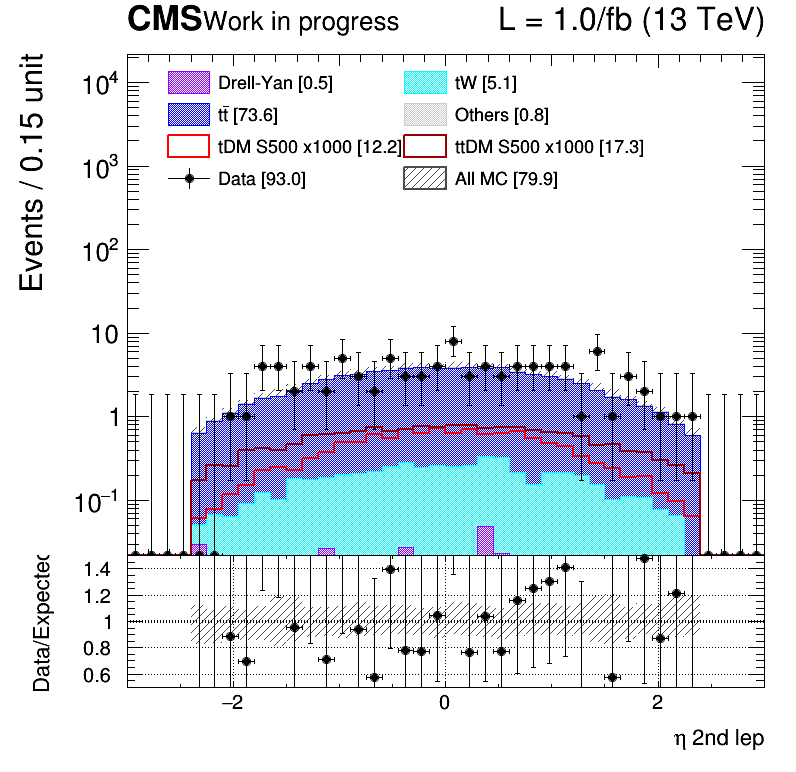 CMS Work in progress L = 1.0/fb (13 TeV)
Events / 0.15 unit
Drell-Yan [0.5] tW [5.1]
tt̄ [73.6] Others [0.8]
tDM S500 x1000 [12.2] ttDM S500 x1000 [17.3]
Data [93.0] All MC [79.9]
10⁴
10³
10²
10
1
10⁻¹
Data/Expected
1.4
1.2
1
0.8
0.6
−2 0 2
η 2nd lep